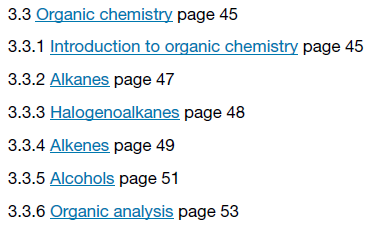 3.3 Organic chemistry page 45
3.3.1 Introduction to organic chemistry page 45
3.3.2 Alkanes page 47
3.3.3 Halogenoalkanes page 48
3.3.4 Alkenes page 49
3.3.5 Alcohols page 51
3.3.6 Organic analysis page 53